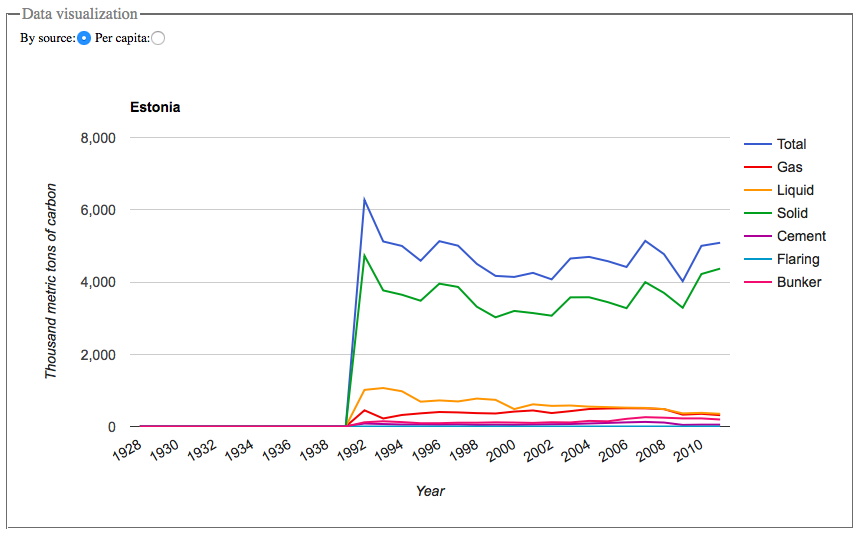 Data visualization
By source: Per capita:
Estonia
8,000
6,000
4,000
2,000
0
Thousand metric tons of carbon
1928 1930 1932 1934 1936 1938 1992 1994 1996 1998 2000 2002 2004 2006 2008 2010
Year
Total
Gas
Liquid
Solid
Cement
Flaring
Bunker